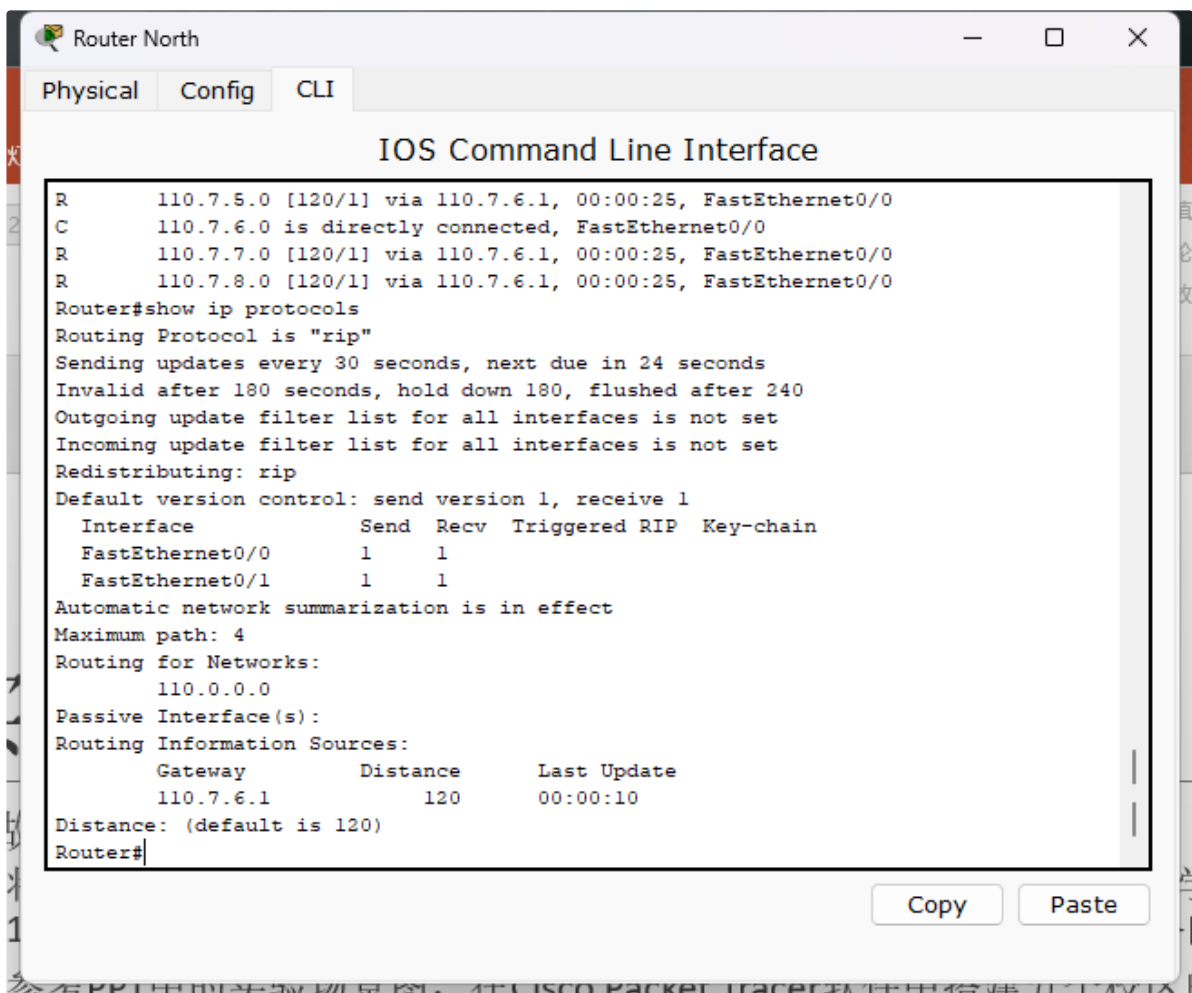 Router North
Physical Config CLI
IOS Command Line Interface
R 110.7.5.0 [120/1] via 110.7.6.1, 00:00:25, FastEthernet0/0
C 110.7.6.0 is directly connected, FastEthernet0/0
R 110.7.7.0 [120/1] via 110.7.6.1, 00:00:25, FastEthernet0/0
R 110.7.8.0 [120/1] via 110.7.6.1, 00:00:25, FastEthernet0/0
Router#show ip protocols
Routing Protocol is "rip"
Sending updates every 30 seconds, next due in 24 seconds
Invalid after 180 seconds, hold down 180, flushed after 240
Outgoing update filter list for all interfaces is not set
Incoming update filter list for all interfaces is not set
Redistributing: rip
Default version control: send version 1, receive 1
Interface Send Recv Triggered RIP Key-chain
FastEthernet0/0 1 1
FastEthernet0/1 1 1
Automatic network summarization is in effect
Maximum path: 4
Routing for Networks:
110.0.0.0
Passive Interface(s):
Routing Information Sources:
Gateway Distance Last Update
110.7.6.1 120 00:00:10
Distance: (default is 120)
Router#
Copy Paste